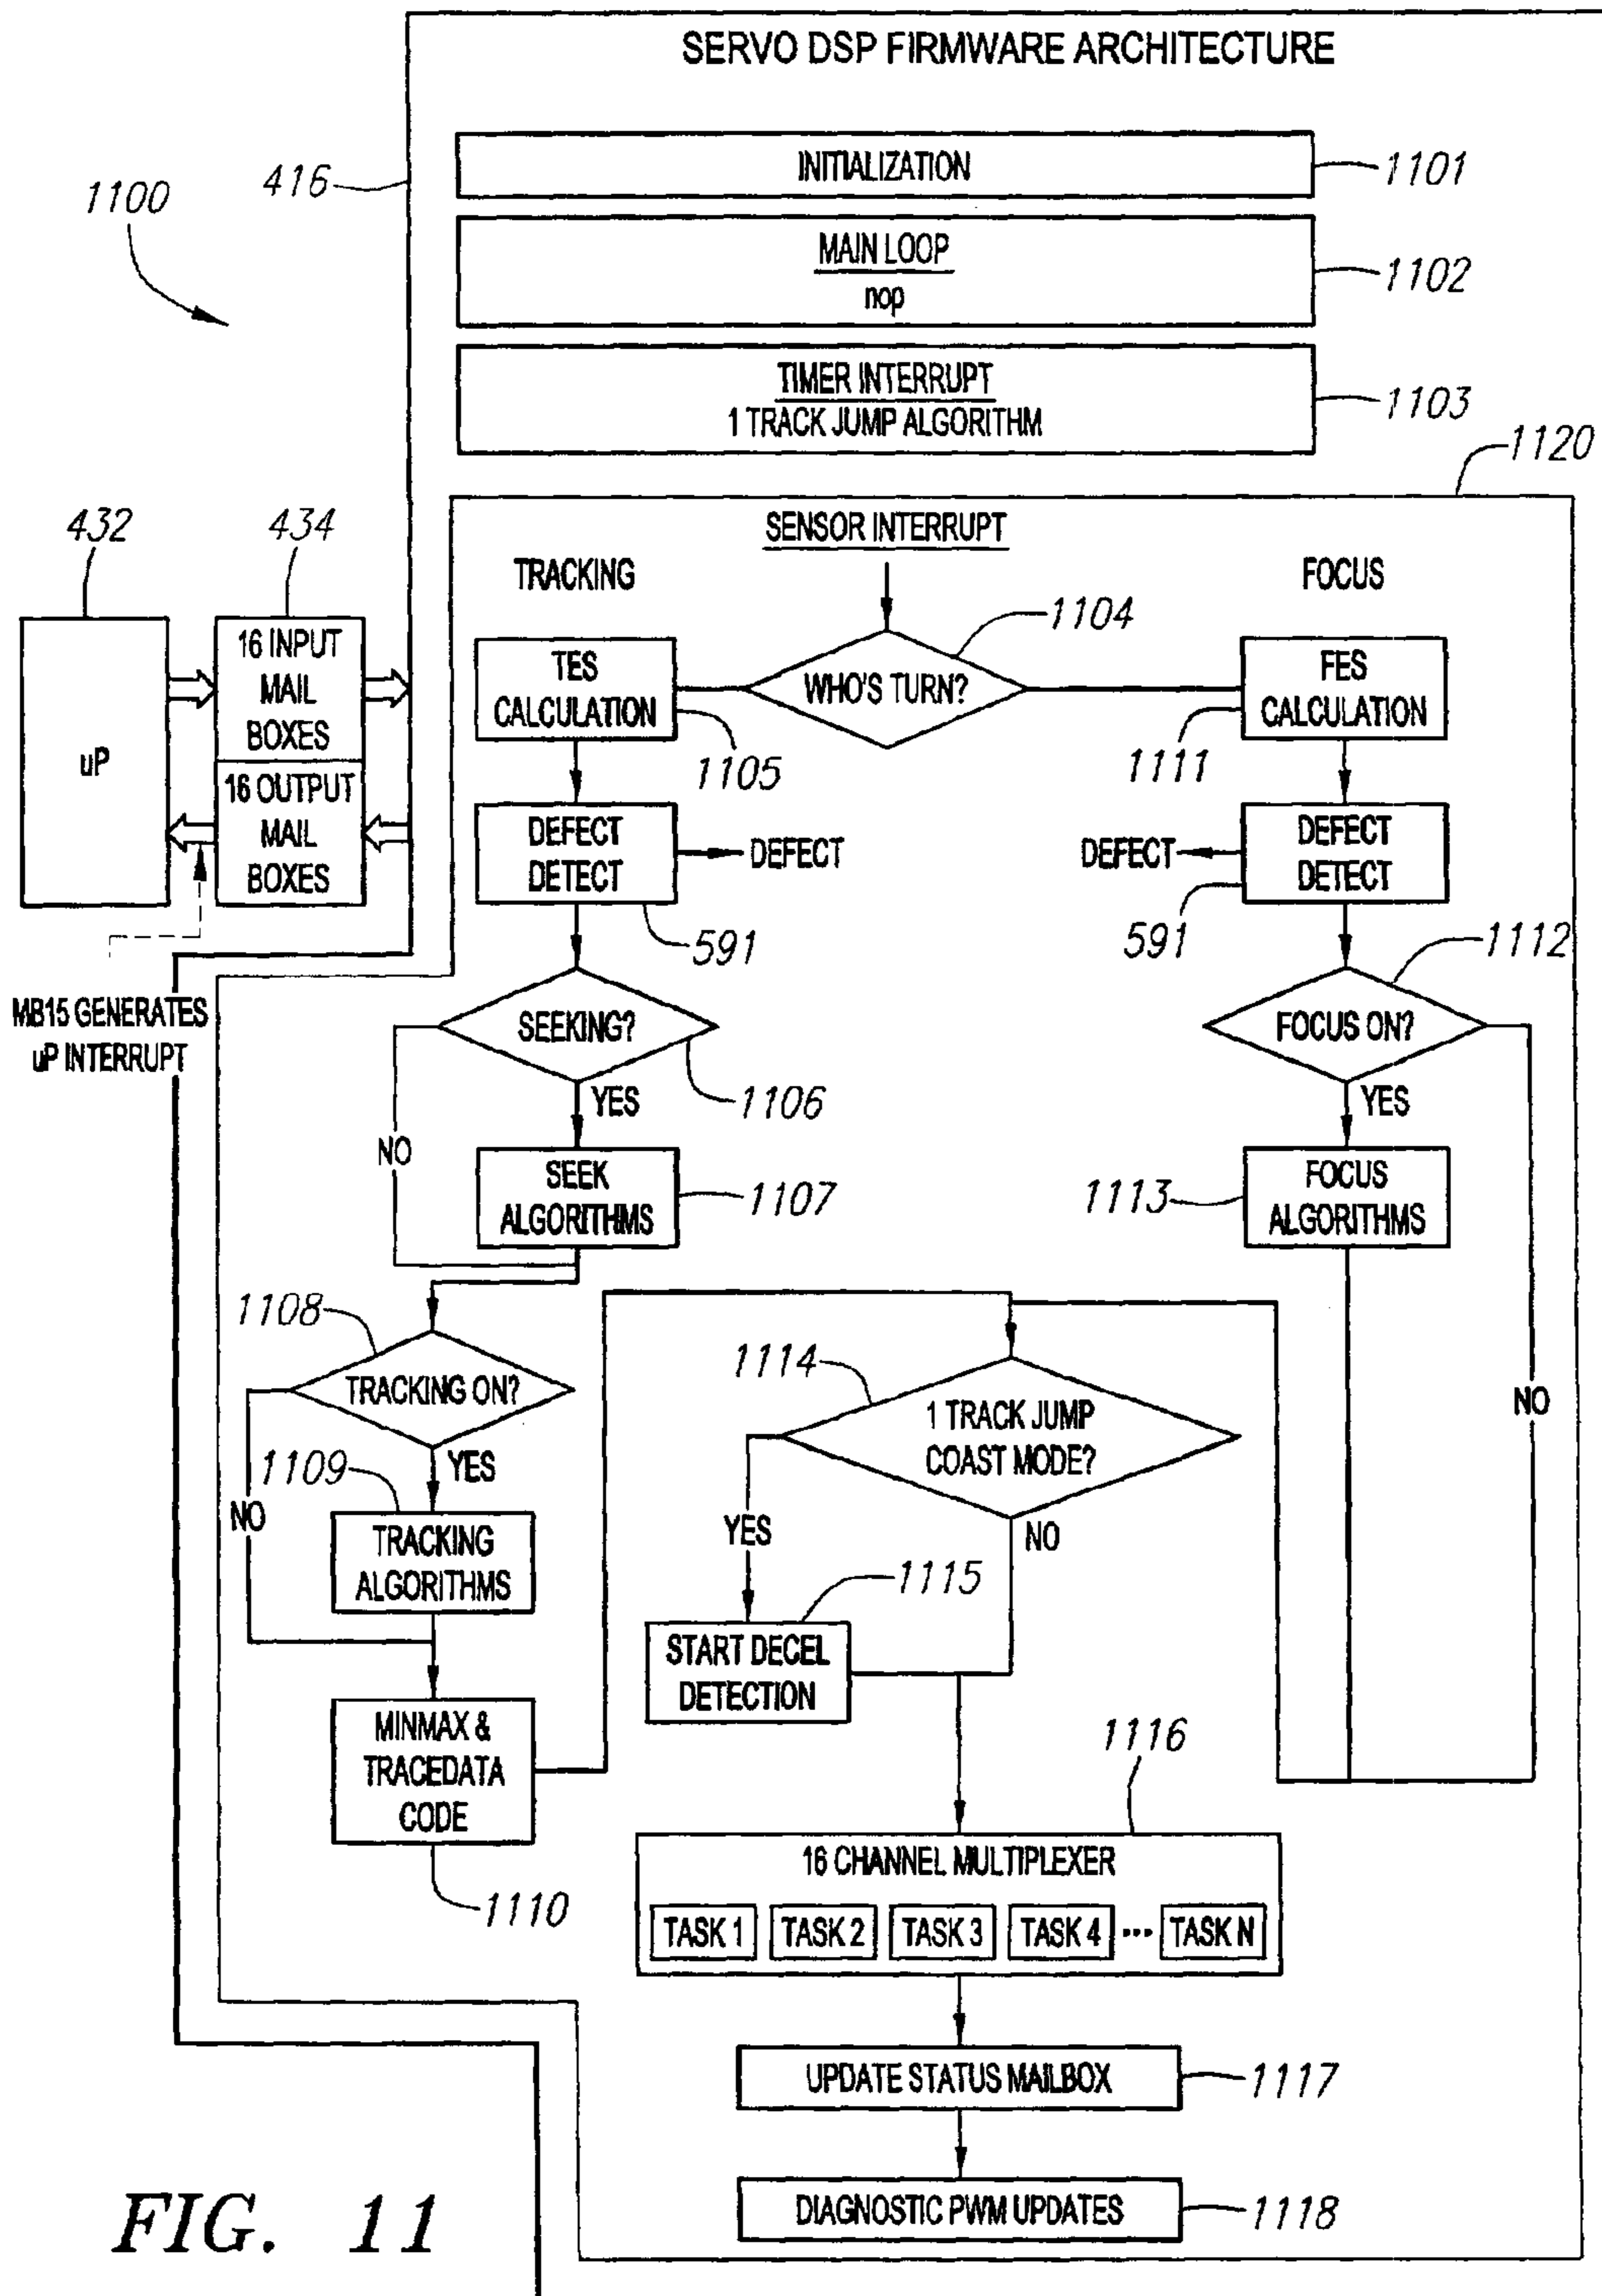 SERVO DSP FIRMWARE ARCHITECTURE
1100
416
INITIALIZATION
1101
MAIN LOOP
nop
1102
TIMER INTERRUPT
1 TRACK JUMP ALGORITHM
1103
1120
432
434
uP
16 INPUT
MAIL
BOXES
16 OUTPUT
MAIL
BOXES
MB15 GENERATES
uP INTERRUPT
SENSOR INTERRUPT
TRACKING
FOCUS
1104
WHO'S TURN?
TES
CALCULATION
1105
FES
CALCULATION
1111
DEFECT
DETECT
DEFECT
591
DEFECT
DEFECT
DETECT
591
SEEKING?
1106
YES
NO
FOCUS ON?
1112
YES
NO
SEEK
ALGORITHMS
1107
FOCUS
ALGORITHMS
1113
1108
TRACKING ON?
YES
NO
1109
TRACKING
ALGORITHMS
MINMAX &
TRACEDATA
CODE
1110
1114
1 TRACK JUMP
COAST MODE?
YES
NO
START DECEL
DETECTION
1115
1116
16 CHANNEL MULTIPLEXER
TASK 1 TASK 2 TASK 3 TASK 4 ... TASK N
UPDATE STATUS MAILBOX
1117
DIAGNOSTIC PWM UPDATES
1118
FIG. 11